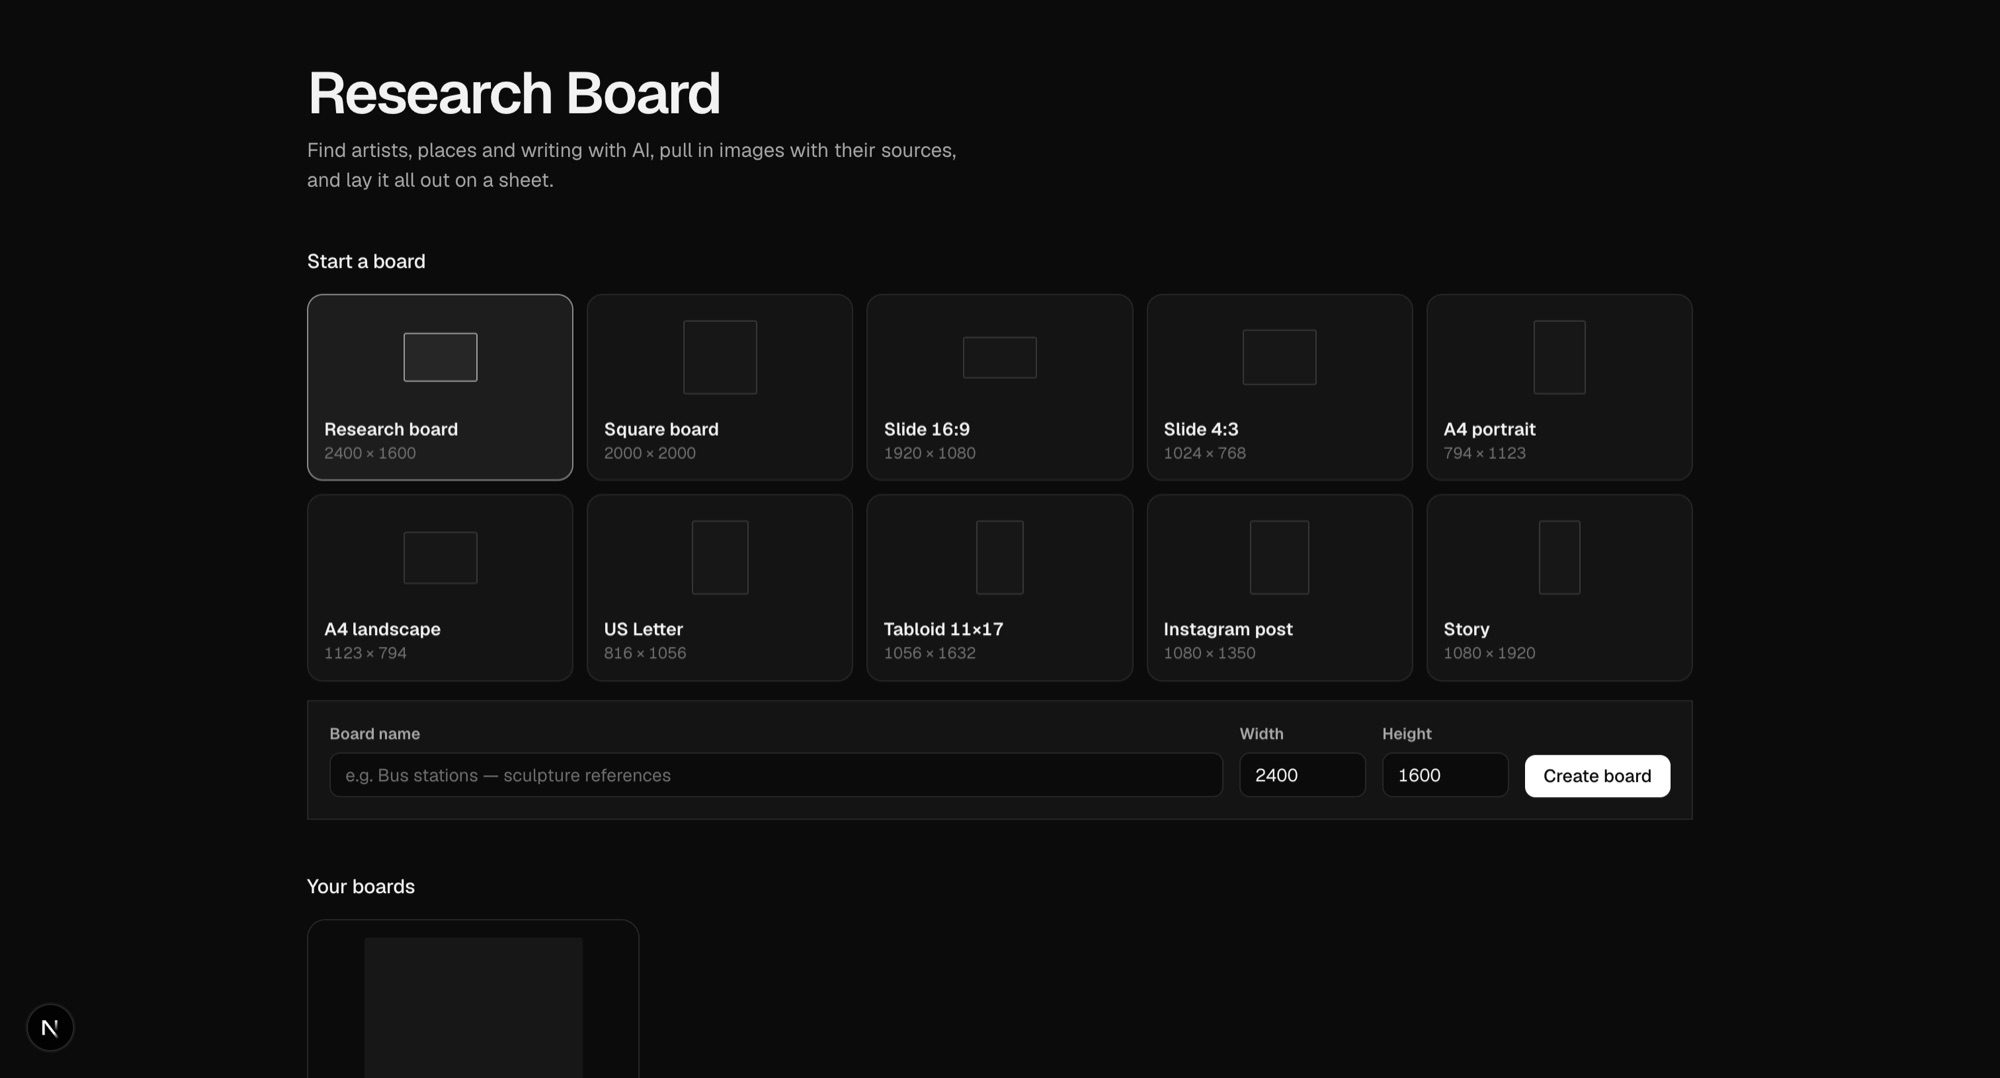 Research Board
Find artists, places and writing with AI, pull in images with their sources,
and lay it all out on a sheet.
Start a board
Research board
2400 × 1600
Square board
2000 × 2000
Slide 16:9
1920 × 1080
Slide 4:3
1024 × 768
A4 portrait
794 × 1123
A4 landscape
1123 × 794
US Letter
816 × 1056
Tabloid 11×17
1056 × 1632
Instagram post
1080 × 1350
Story
1080 × 1920
Board name
e.g. Bus stations — sculpture references
Width
2400
Height
1600
Create board
Your boards
N